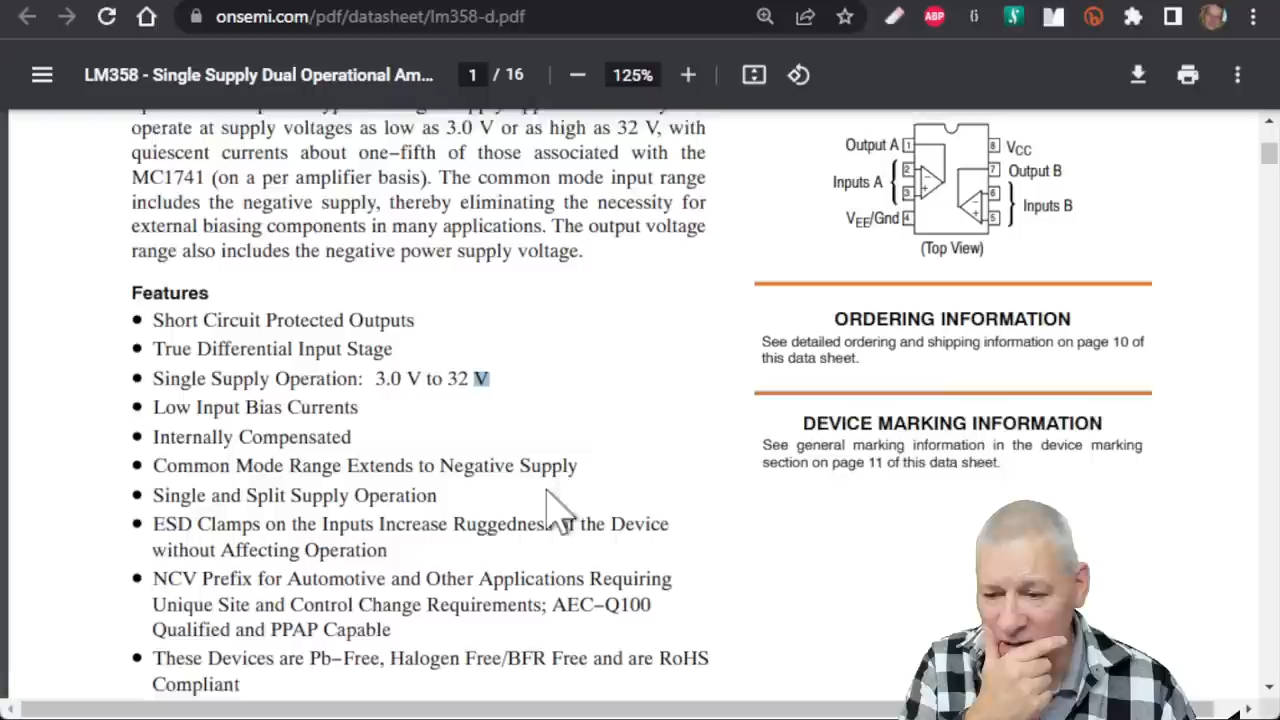 onsemi.com/pdf/datasheet/lm358-d.pdf
ABP
LM358 - Single Supply Dual Operational Am...
1 / 16
125%
operate at supply voltages as low as 3.0 V or as high as 32 V, with
quiescent currents about one−fifth of those associated with the
MC1741 (on a per amplifier basis). The common mode input range
includes the negative supply, thereby eliminating the necessity for
external biasing components in many applications. The output voltage
range also includes the negative power supply voltage.
Features
• Short Circuit Protected Outputs
• True Differential Input Stage
• Single Supply Operation: 3.0 V to 32 V
• Low Input Bias Currents
• Internally Compensated
• Common Mode Range Extends to Negative Supply
• Single and Split Supply Operation
• ESD Clamps on the Inputs Increase Ruggedness the Device
without Affecting Operation
• NCV Prefix for Automotive and Other Applications Requiring
Unique Site and Control Change Requirements; AEC−Q100
Qualified and PPAP Capable
• These Devices are Pb−Free, Halogen Free/BFR Free and are RoHS
Compliant
Output A 1
Inputs A
2
3
VEE/Gnd 4
8 VCC
7 Output B
6
5
Inputs B
(Top View)
ORDERING INFORMATION
See detailed ordering and shipping information on page 10 of
this data sheet.
DEVICE MARKING INFORMATION
See general marking information in the device marking
section on page 11 of this data sheet.